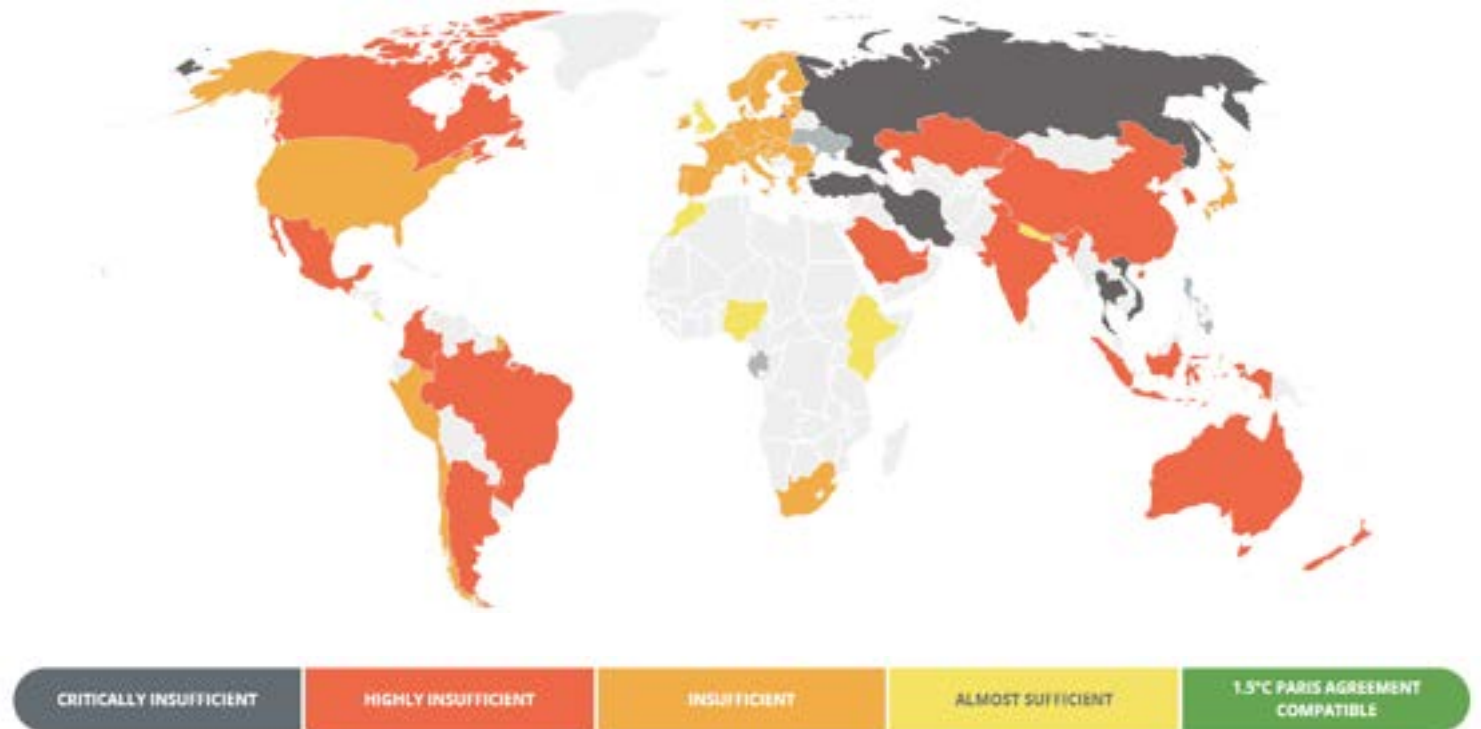 CRITICALLY INSUFFICIENT
HIGHLY INSUFFICIENT
INSUFFICIENT
ALMOST SUFFICIENT
1.5°C PARIS AGREEMENT
COMPATIBLE